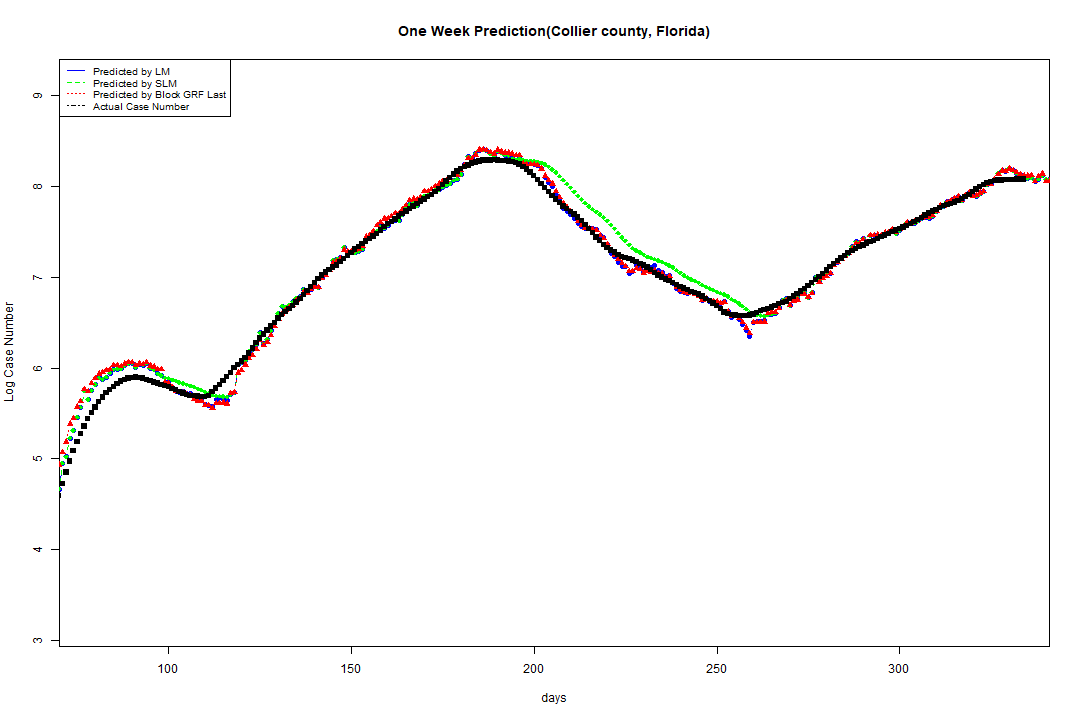 One Week Prediction(Collier county, Florida)
Predicted by LM
Predicted by SLM
Predicted by Block GRF Last
Actual Case Number
9
8
7
6
5
4
3
Log Case Number
100 150 200 250 300
days